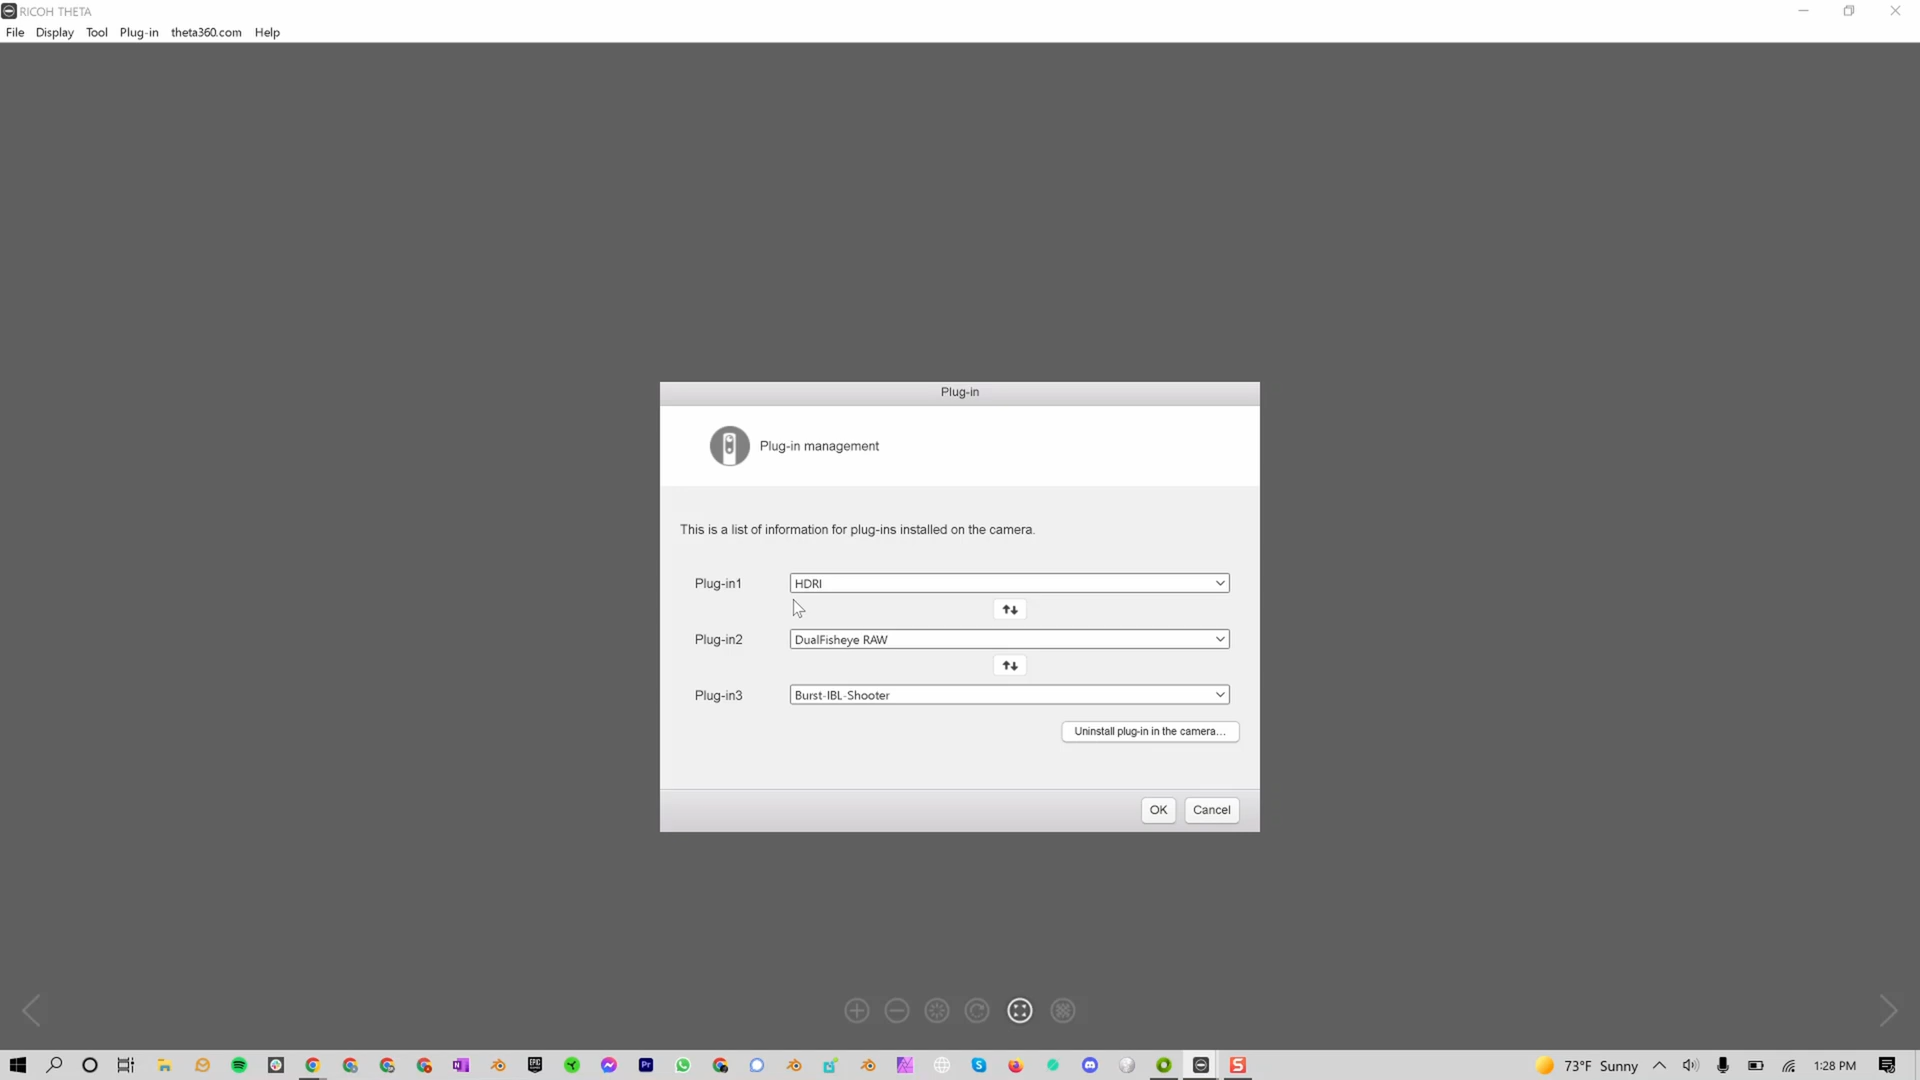 RICOH THETA
File Display Tool Plug-in theta360.com Help
Plug-in
Plug-in management
This is a list of information for plug-ins installed on the camera.
Plug-in1 HDRI
Plug-in2 DualFisheye RAW
Plug-in3 Burst-IBL-Shooter
Uninstall plug-in in the camera...
OK Cancel
Pr
EPIC
73°F Sunny 1:28 PM